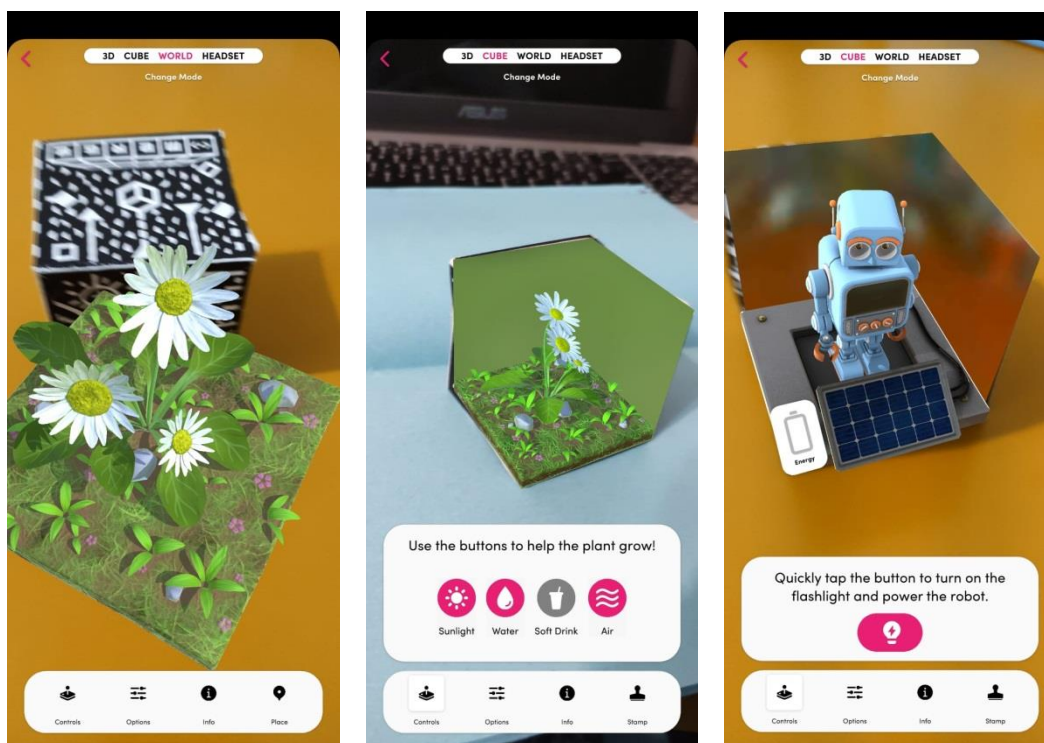 3D CUBE WORLD HEADSET
Change Mode
Controls Options Info Place
3D CUBE WORLD HEADSET
Change Mode
ASUS
Use the buttons to help the plant grow!
Sunlight Water Soft Drink Air
Controls Options Info Stamp
3D CUBE WORLD HEADSET
Change Mode
Energy
Quickly tap the button to turn on the
flashlight and power the robot.
Controls Options Info Stamp